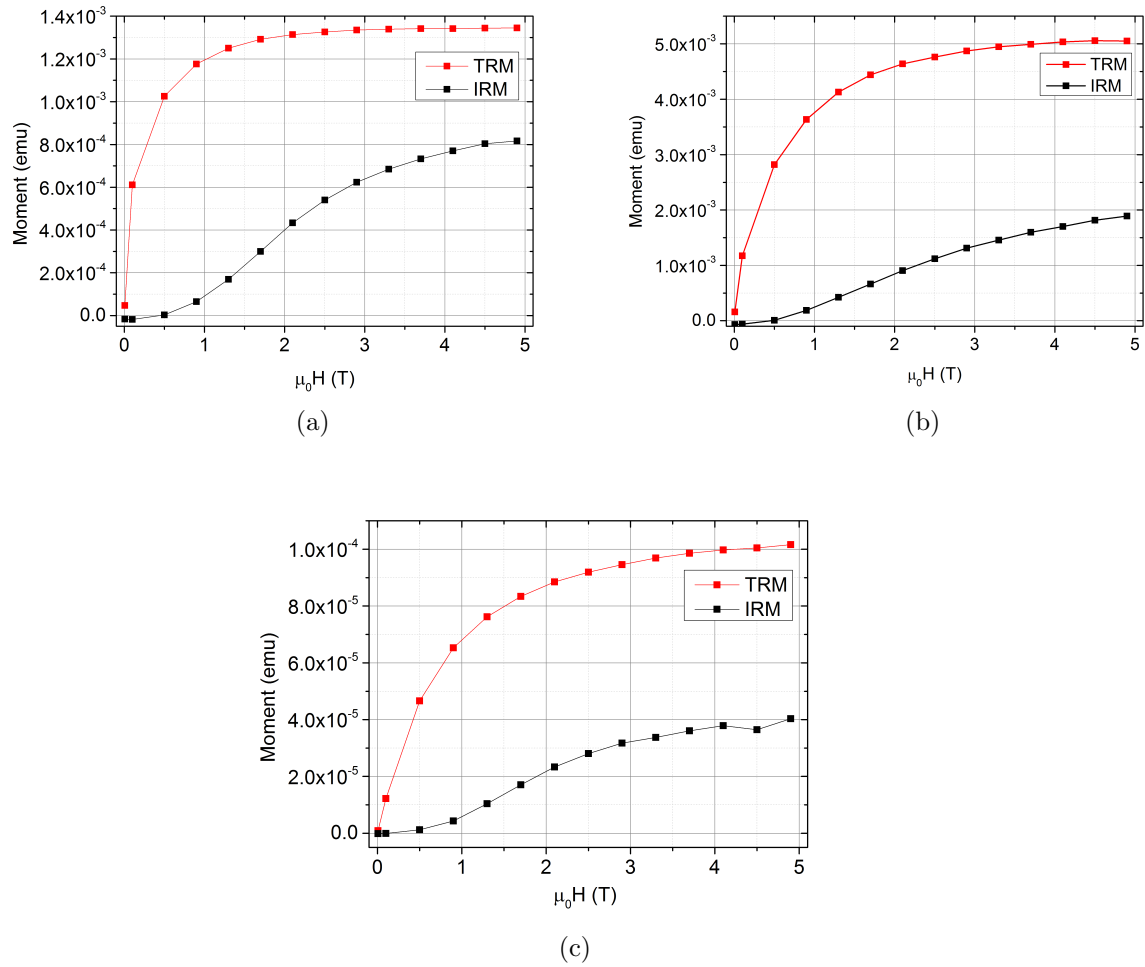 1.4x10⁻³
1.2x10⁻³
1.0x10⁻³
8.0x10⁻⁴
6.0x10⁻⁴
4.0x10⁻⁴
2.0x10⁻⁴
0.0
Moment (emu)
TRM
IRM
0 1 2 3 4 5
μ₀H (T)
(a)
5.0x10⁻³
4.0x10⁻³
3.0x10⁻³
2.0x10⁻³
1.0x10⁻³
0.0
Moment (emu)
TRM
IRM
0 1 2 3 4 5
μ₀H (T)
(b)
1.0x10⁻⁴
8.0x10⁻⁵
6.0x10⁻⁵
4.0x10⁻⁵
2.0x10⁻⁵
0.0
Moment (emu)
TRM
IRM
0 1 2 3 4 5
μ₀H (T)
(c)